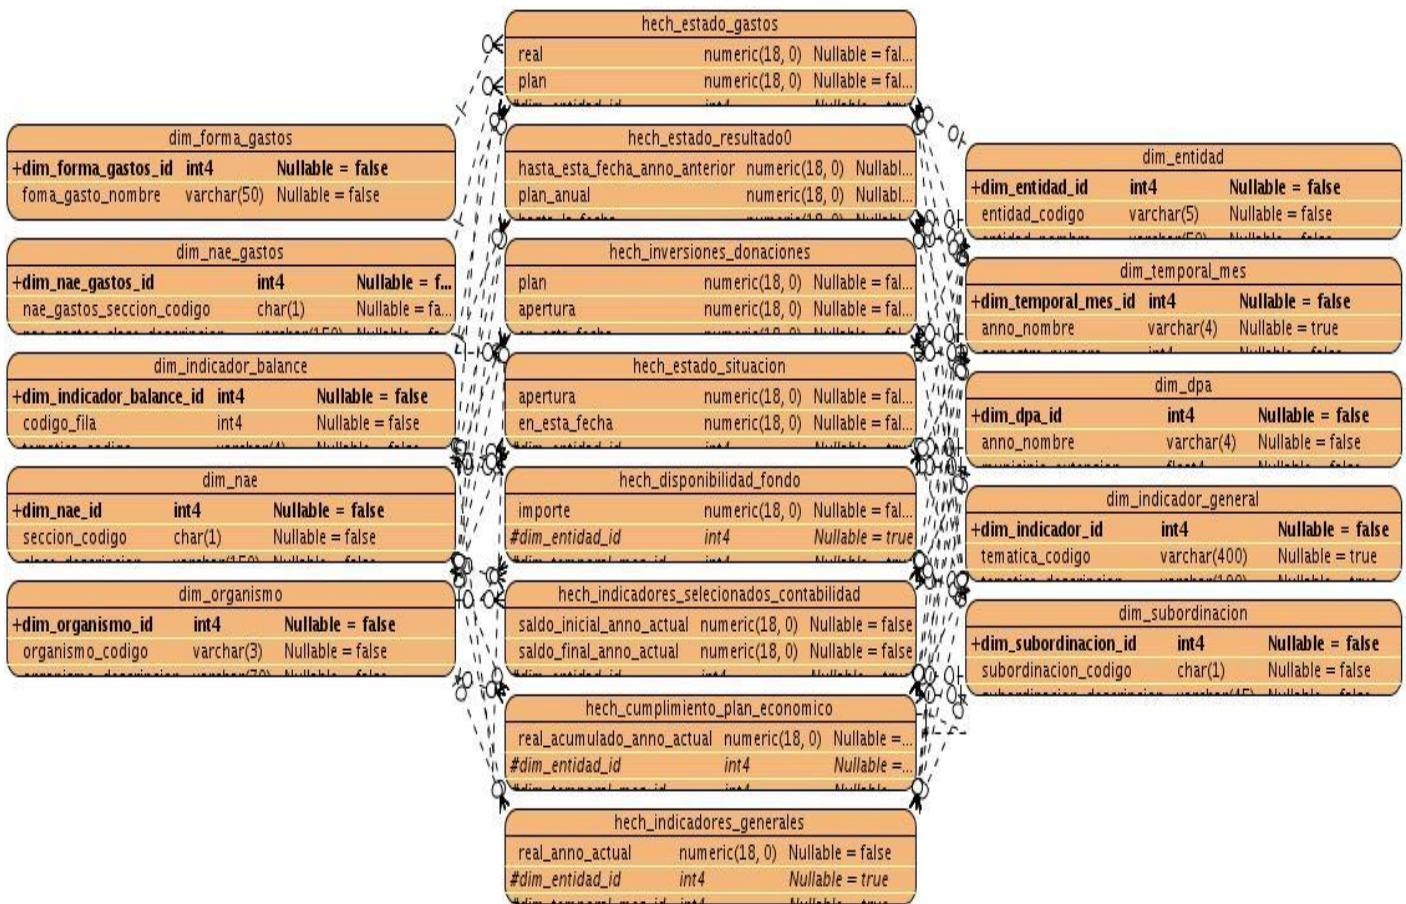 hech_estado_gastos
real numeric(18, 0) Nullable = fal...
plan numeric(18, 0) Nullable = fal...
#dim_entidad_id int4 Nullable = true
dim_forma_gastos
+dim_forma_gastos_id int4 Nullable = false
foma_gasto_nombre varchar(50) Nullable = false
dim_nae_gastos
+dim_nae_gastos_id int4 Nullable = f...
nae_gastos_seccion_codigo char(1) Nullable = fa...
dim_indicador_balance
+dim_indicador_balance_id int4 Nullable = false
codigo_fila int4 Nullable = false
dim_nae
+dim_nae_id int4 Nullable = false
seccion_codigo char(1) Nullable = false
dim_organismo
+dim_organismo_id int4 Nullable = false
organismo_codigo varchar(3) Nullable = false
hech_estado_resultado0
hasta_esta_fecha_anno_anterior numeric(18, 0) Nullabl...
plan_anual numeric(18, 0) Nullabl...
hech_inversiones_donaciones
plan numeric(18, 0) Nullable = fal...
apertura numeric(18, 0) Nullable = fal...
hech_estado_situacion
apertura numeric(18, 0) Nullable = fal...
en_esta_fecha numeric(18, 0) Nullable = fal...
hech_disponibilidad_fondo
importe numeric(18, 0) Nullable = fal...
#dim_entidad_id int4 Nullable = true
hech_indicadores_selecionados_contabilidad
saldo_inicial_anno_actual numeric(18, 0) Nullable = false
saldo_final_anno_actual numeric(18, 0) Nullable = false
hech_cumplimiento_plan_economico
real_acumulado_anno_actual numeric(18, 0) Nullable =...
#dim_entidad_id int4 Nullable =...
hech_indicadores_generales
real_anno_actual numeric(18, 0) Nullable = false
#dim_entidad_id int4 Nullable = true
dim_entidad
+dim_entidad_id int4 Nullable = false
entidad_codigo varchar(5) Nullable = false
dim_temporal_mes
+dim_temporal_mes_id int4 Nullable = false
anno_nombre varchar(4) Nullable = true
dim_dpa
+dim_dpa_id int4 Nullable = false
anno_nombre varchar(4) Nullable = false
dim_indicador_general
+dim_indicador_id int4 Nullable = false
tematica_codigo varchar(400) Nullable = true
dim_subordinacion
+dim_subordinacion_id int4 Nullable = false
subordinacion_codigo char(1) Nullable = false